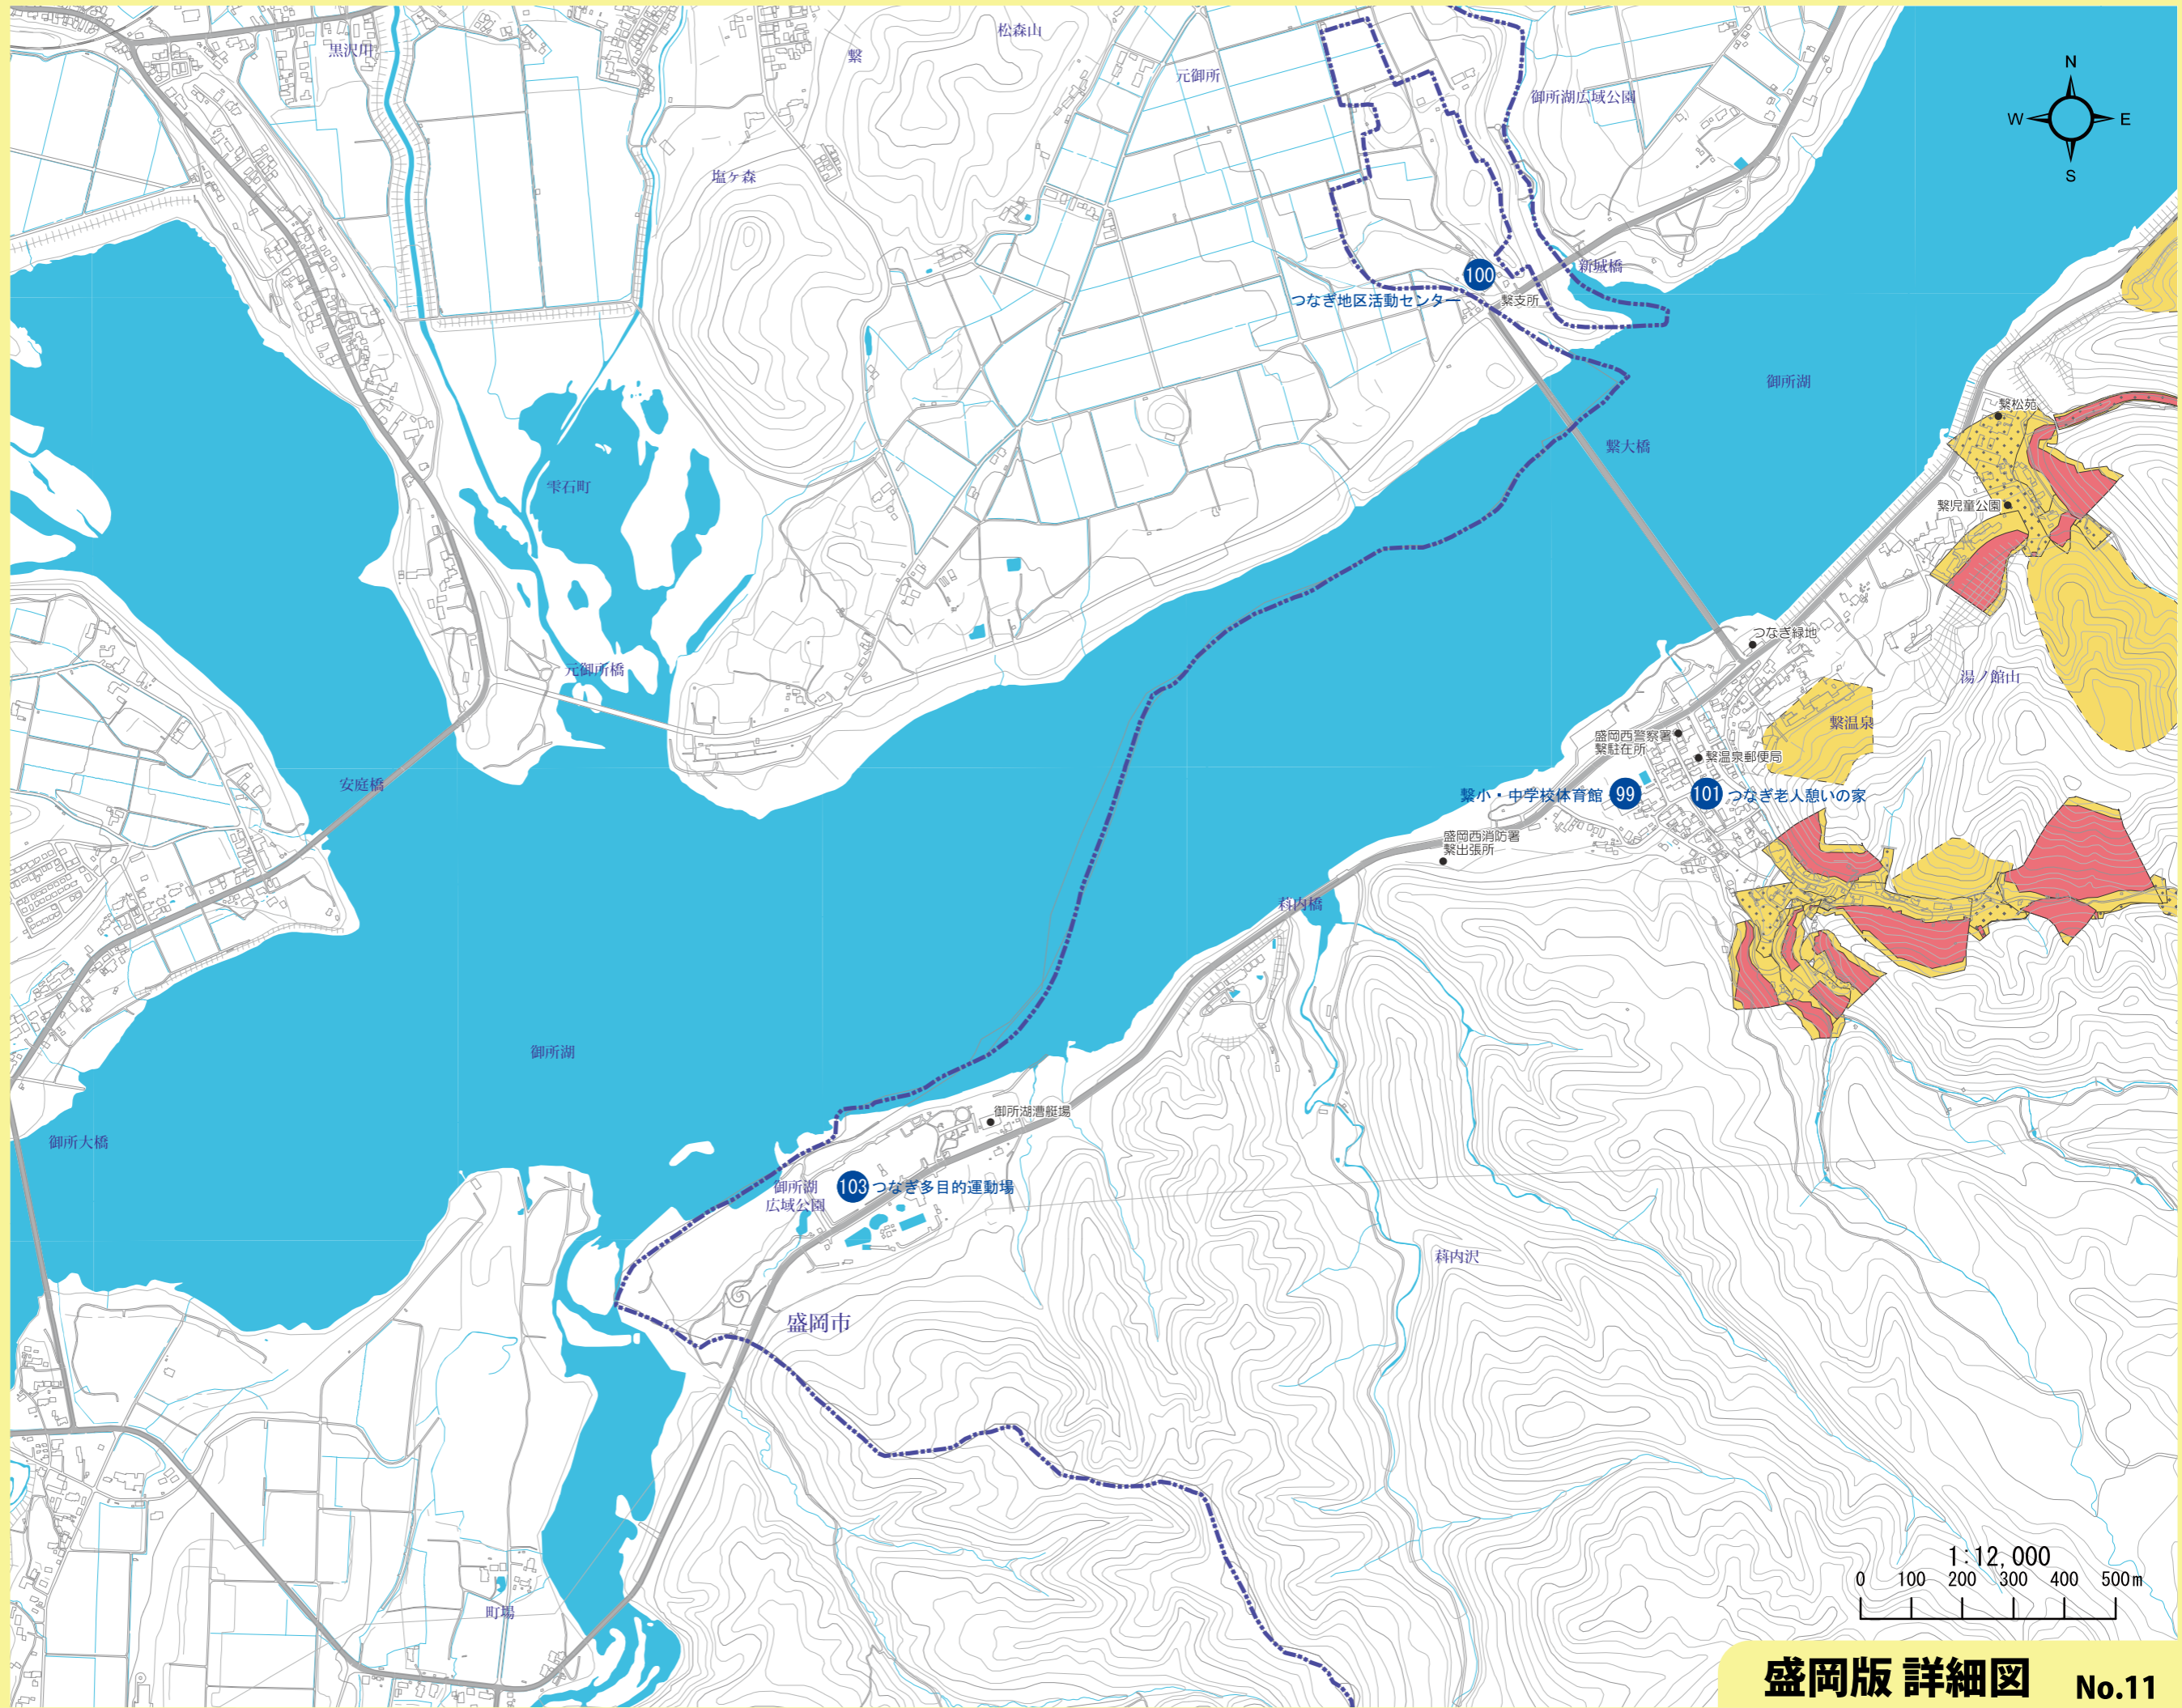 黒沢川
繋
松森山
元御所
御所湖広域公園
N
W
E
S
塩ヶ森
新城橋
100
つなぎ地区活動センター
繋支所
御所湖
繋松苑
繋大橋
雫石町
繋児童公園
つなぎ緑地
元御所橋
湯ノ館山
繋温泉
盛岡西警察署
繋駐在所
繋温泉郵便局
安庭橋
繋小・中学校体育館
99
101
つなぎ老人憩いの家
盛岡西消防署
繋出張所
萪内橋
御所湖
御所湖漕艇場
御所大橋
御所湖
広域公園
103
つなぎ多目的運動場
萪内沢
盛岡市
町場
1:12,000
0 100 200 300 400 500m
盛岡版 詳細図 No.11